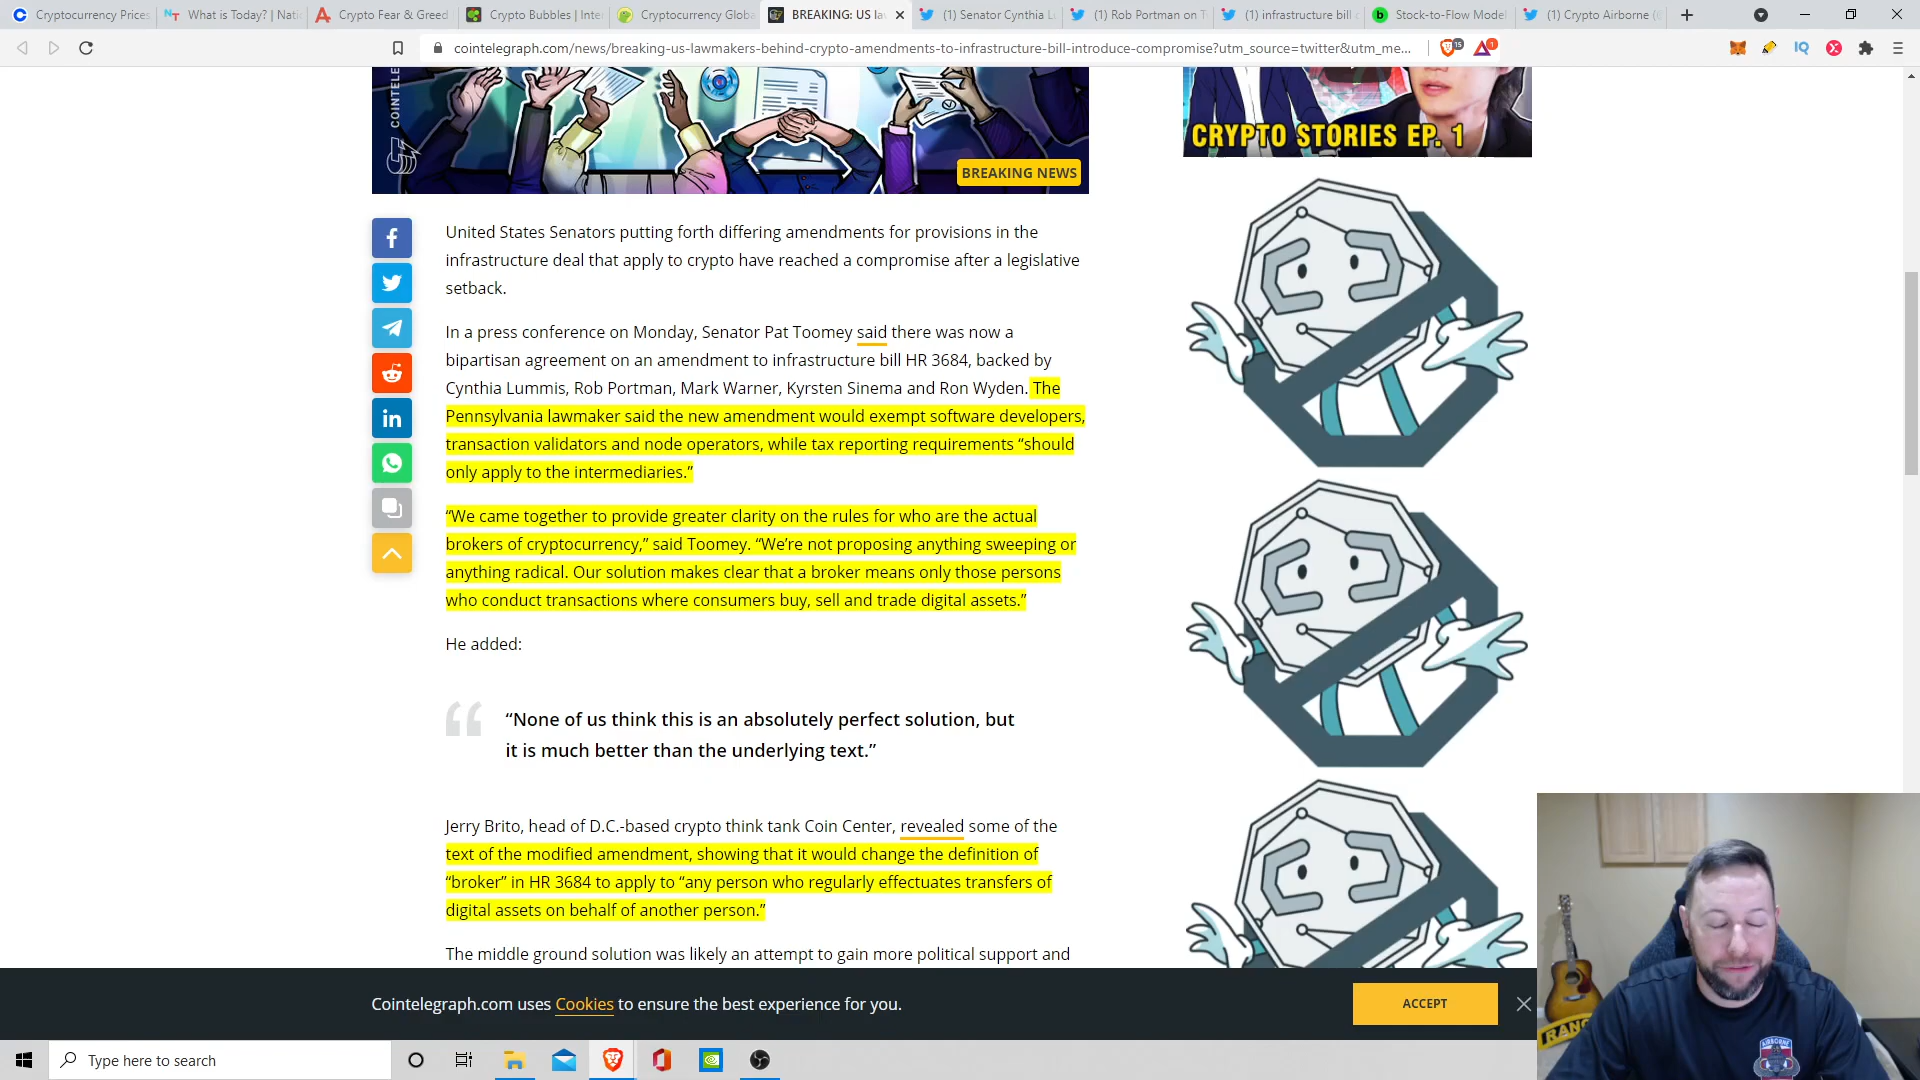 Cryptocurrency Prices
What is Today? | Nati
Crypto Fear & Greed
Crypto Bubbles | Inte
Cryptocurrency Globa
BREAKING: US la
(1) Senator Cynthia L
(1) Rob Portman on T
(1) infrastructure bill
Stock-to-Flow Model
(1) Crypto Airborne (
cointelegraph.com/news/breaking-us-lawmakers-behind-crypto-amendments-to-infrastructure-bill-introduce-compromise?utm_source=twitter&utm_me...
15
1
IQ
COINTELE
BREAKING NEWS
CRYPTO STORIES EP. 1
United States Senators putting forth differing amendments for provisions in the
infrastructure deal that apply to crypto have reached a compromise after a legislative
setback.
In a press conference on Monday, Senator Pat Toomey said there was now a
bipartisan agreement on an amendment to infrastructure bill HR 3684, backed by
Cynthia Lummis, Rob Portman, Mark Warner, Kyrsten Sinema and Ron Wyden. The
Pennsylvania lawmaker said the new amendment would exempt software developers,
transaction validators and node operators, while tax reporting requirements “should
only apply to the intermediaries.”
“We came together to provide greater clarity on the rules for who are the actual
brokers of cryptocurrency,” said Toomey. “We’re not proposing anything sweeping or
anything radical. Our solution makes clear that a broker means only those persons
who conduct transactions where consumers buy, sell and trade digital assets.”
He added:
“None of us think this is an absolutely perfect solution, but
it is much better than the underlying text.”
Jerry Brito, head of D.C.-based crypto think tank Coin Center, revealed some of the
text of the modified amendment, showing that it would change the definition of
“broker” in HR 3684 to apply to “any person who regularly effectuates transfers of
digital assets on behalf of another person.”
The middle ground solution was likely an attempt to gain more political support and
Cointelegraph.com uses Cookies to ensure the best experience for you.
ACCEPT
RANG
AIRBORNE
Type here to search